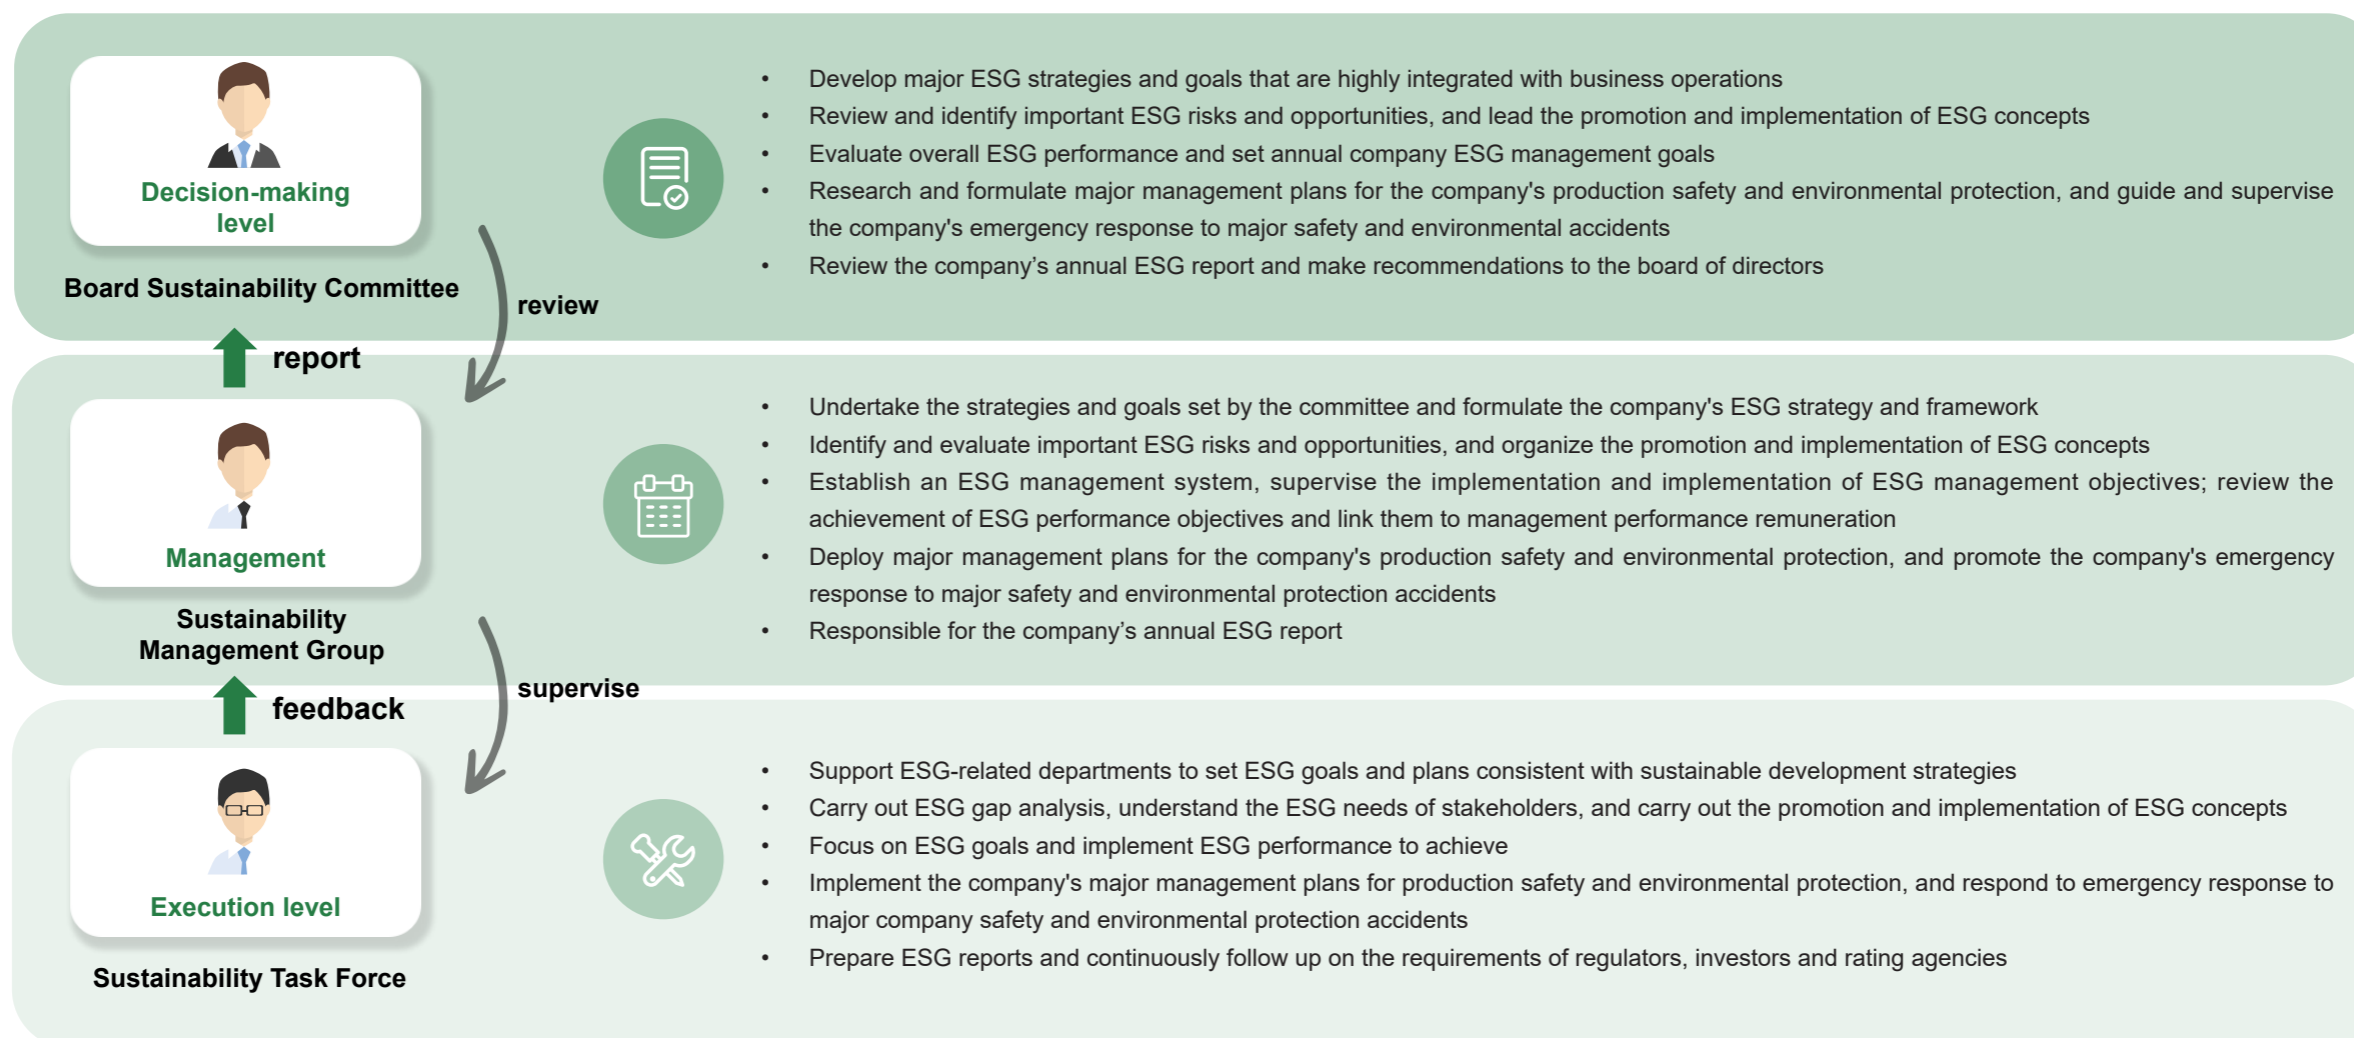 Decision-making
level
Board Sustainability Committee
• Develop major ESG strategies and goals that are highly integrated with business operations
• Review and identify important ESG risks and opportunities, and lead the promotion and implementation of ESG concepts
• Evaluate overall ESG performance and set annual company ESG management goals
• Research and formulate major management plans for the company's production safety and environmental protection, and guide and supervise
the company's emergency response to major safety and environmental accidents
• Review the company’s annual ESG report and make recommendations to the board of directors
review
report
Management
Sustainability
Management Group
• Undertake the strategies and goals set by the committee and formulate the company's ESG strategy and framework
• Identify and evaluate important ESG risks and opportunities, and organize the promotion and implementation of ESG concepts
• Establish an ESG management system, supervise the implementation and implementation of ESG management objectives; review the
achievement of ESG performance objectives and link them to management performance remuneration
• Deploy major management plans for the company's production safety and environmental protection, and promote the company's emergency
response to major safety and environmental protection accidents
• Responsible for the company’s annual ESG report
supervise
feedback
Execution level
Sustainability Task Force
• Support ESG-related departments to set ESG goals and plans consistent with sustainable development strategies
• Carry out ESG gap analysis, understand the ESG needs of stakeholders, and carry out the promotion and implementation of ESG concepts
• Focus on ESG goals and implement ESG performance to achieve
• Implement the company's major management plans for production safety and environmental protection, and respond to emergency response to
major company safety and environmental protection accidents
• Prepare ESG reports and continuously follow up on the requirements of regulators, investors and rating agencies